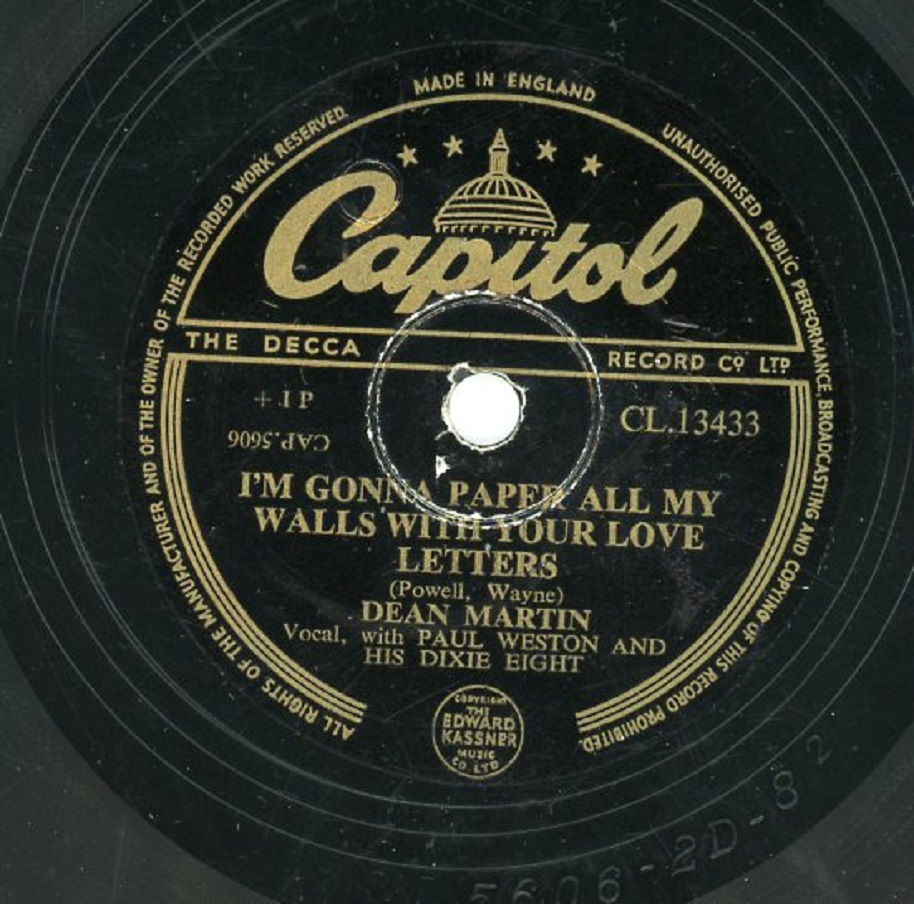 MADE IN ENGLAND
UNAUTHORISED PUBLIC PERFORMANCE, BROADCASTING AND COPYING OF THIS RECORD PROHIBITED
ALL RIGHTS OF THE MANUFACTURER AND OF THE OWNER OF THE RECORDED WORK RESERVED
Capitol
THE DECCA RECORD CO LTD
+ I P
CAP.5606
CL.13433
I'M GONNA PAPER ALL MY
WALLS WITH YOUR LOVE
LETTERS
(Powell, Wayne)
DEAN MARTIN
Vocal, with PAUL WESTON AND
HIS DIXIE EIGHT
COPYRIGHT
THE
EDWARD
KASSNER
MUSIC
CO. LTD
5606-2D-8 2